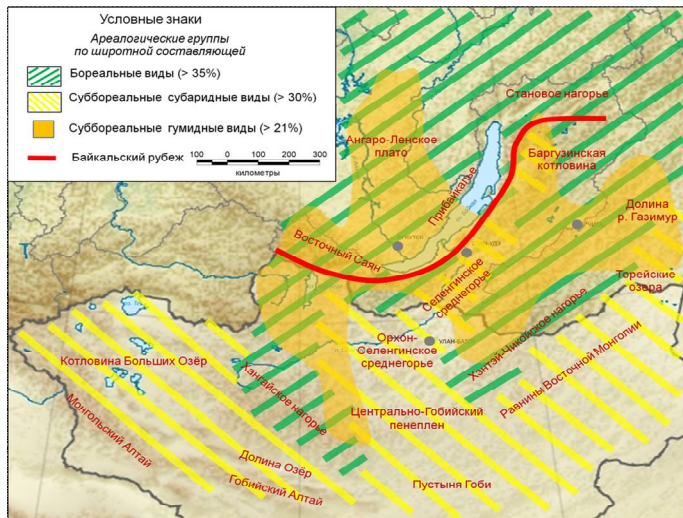 Условные знаки
Ареалогические группы
по широтной составляющей
Бореальные виды (> 35%)
Суббореальные субаридные виды (> 30%)
Суббореальные гумидные виды (> 21%)
Байкальский рубеж
100 0 100 200 300
километры
Становое нагорье
Ангаро-Ленское
плато
Баргузинская
котловина
Прибайкалье
Долина
р. Газимур
Восточный Саян
Селенгинское
среднегорье
Торейские
озера
Орхон-
Селенгинское
среднегорье
Хэнтэй-Чикойское нагорье
Котловина Больших Озёр
Хангайское нагорье
Равнины Восточной Монголии
Монгольский Алтай
Центрально-Гобийский
пенеплен
Долина Озёр
Гобийский Алтай
Пустыня Гоби